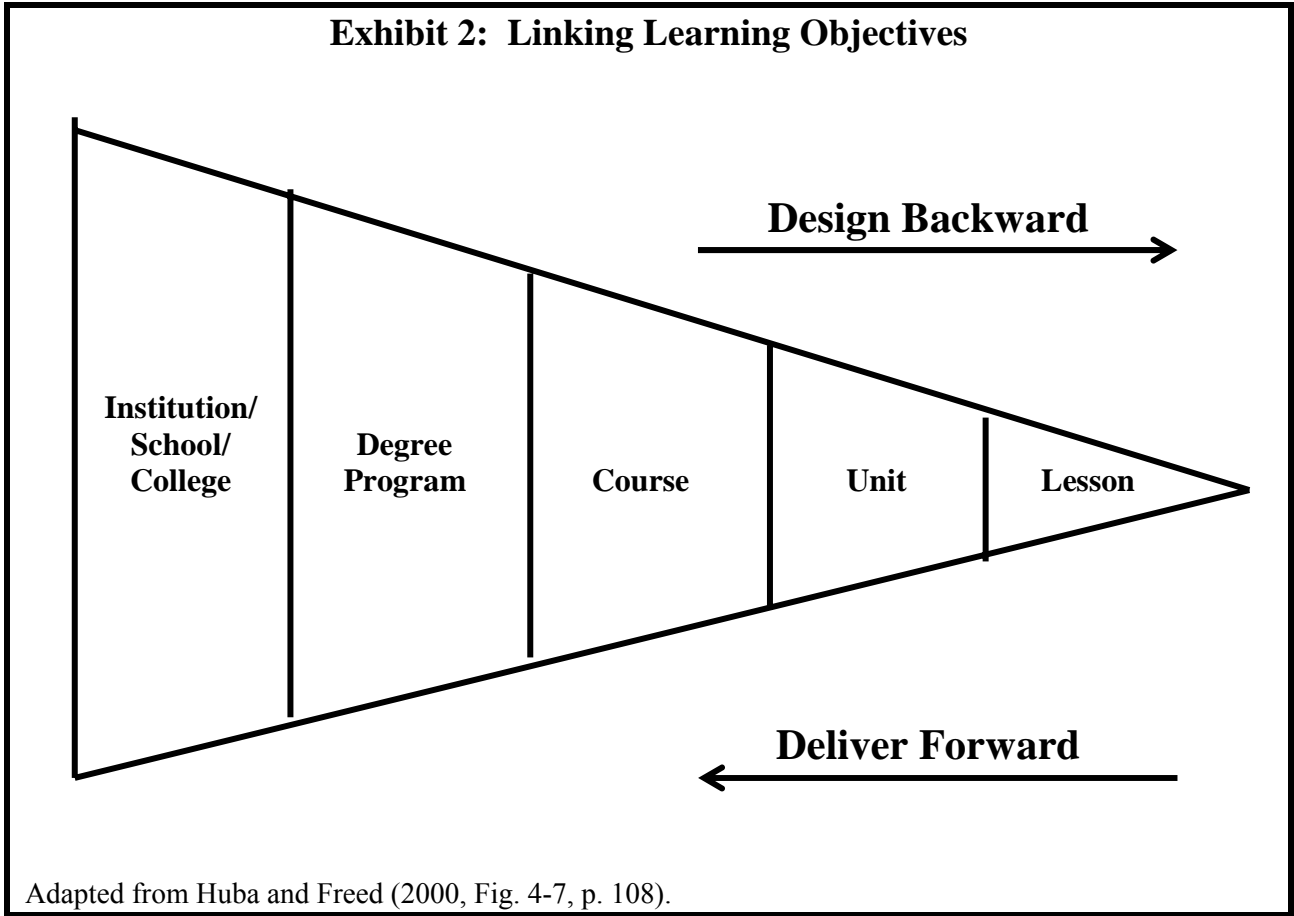 Exhibit 2:  Linking Learning Objectives
Design Backward
Institution/
School/
College
Degree
Program
Course
Unit
Lesson
Deliver Forward
Adapted from Huba and Freed (2000, Fig. 4-7, p. 108).